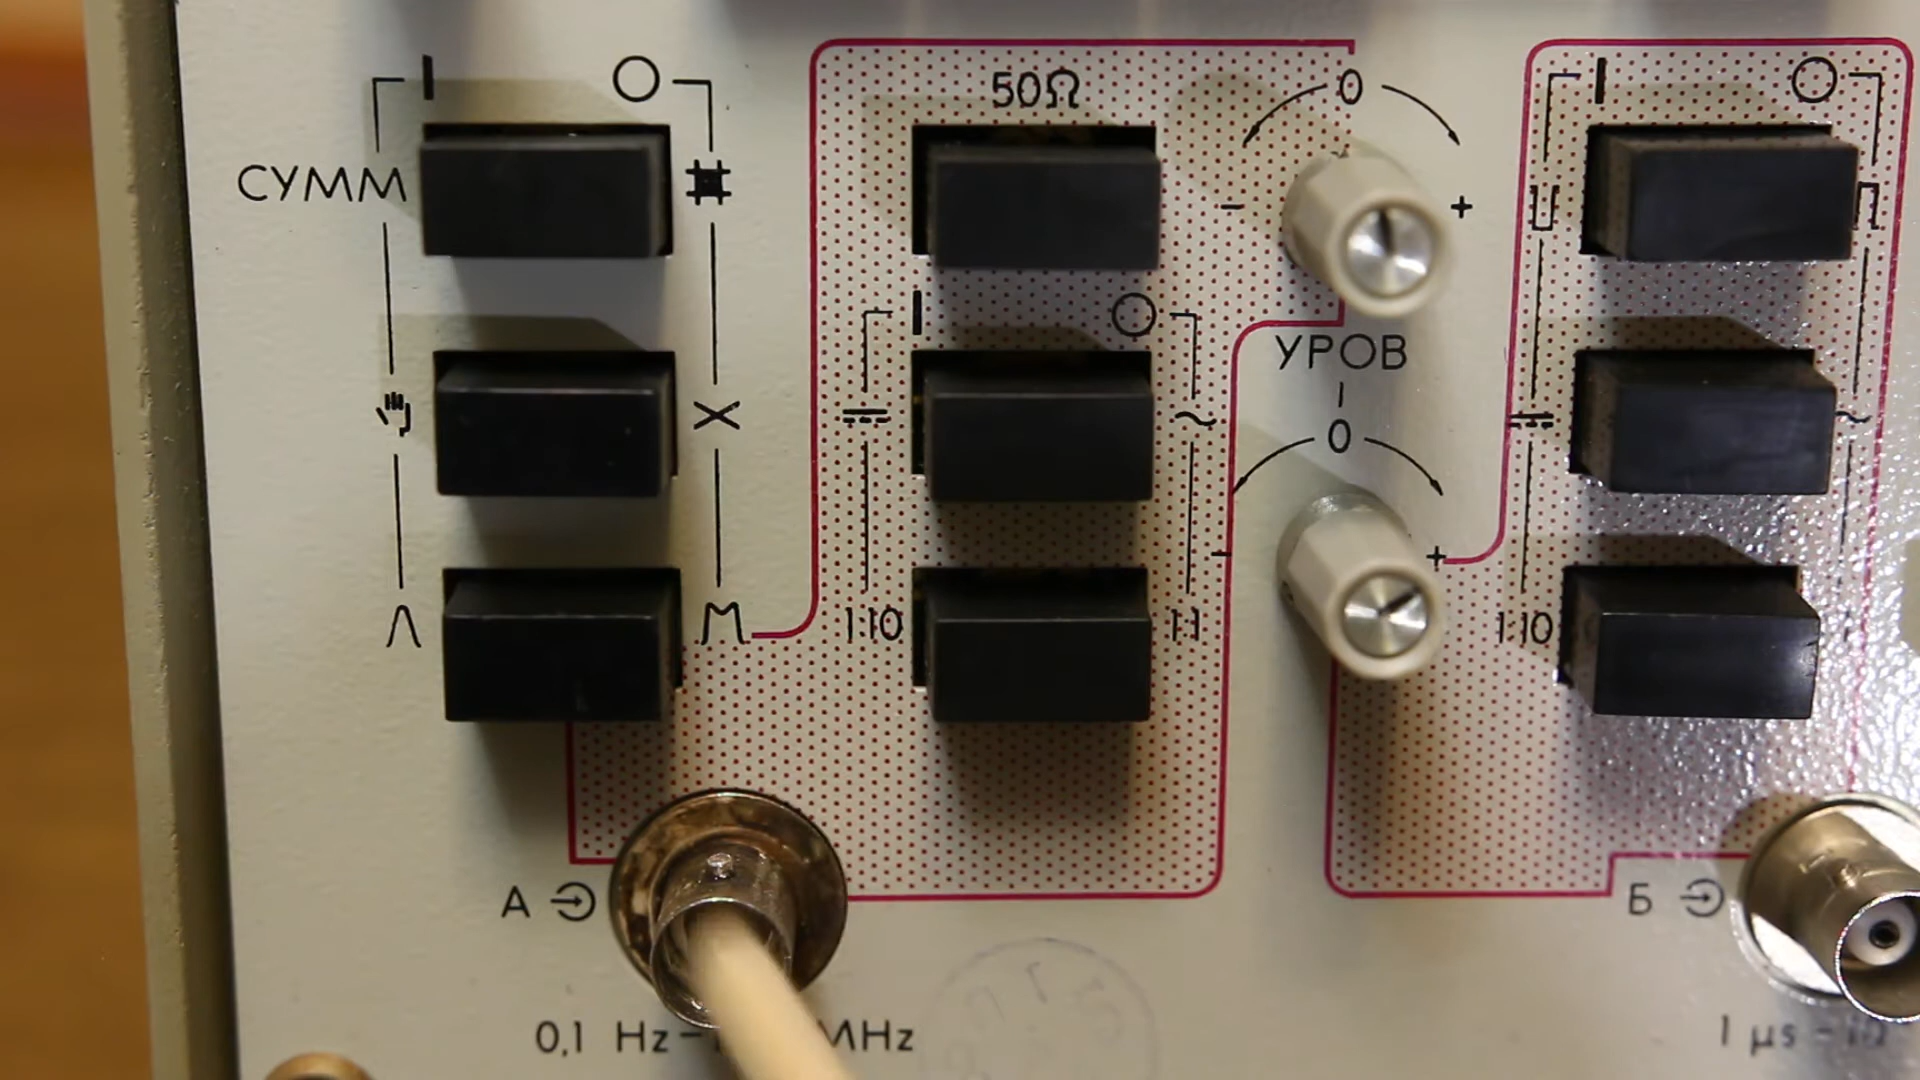 50Ω
0
СУММ
- +
УРОВ
0
- +
1:10 1:1 1:10
А
Б
0,1 Hz - MHz
1 µs -